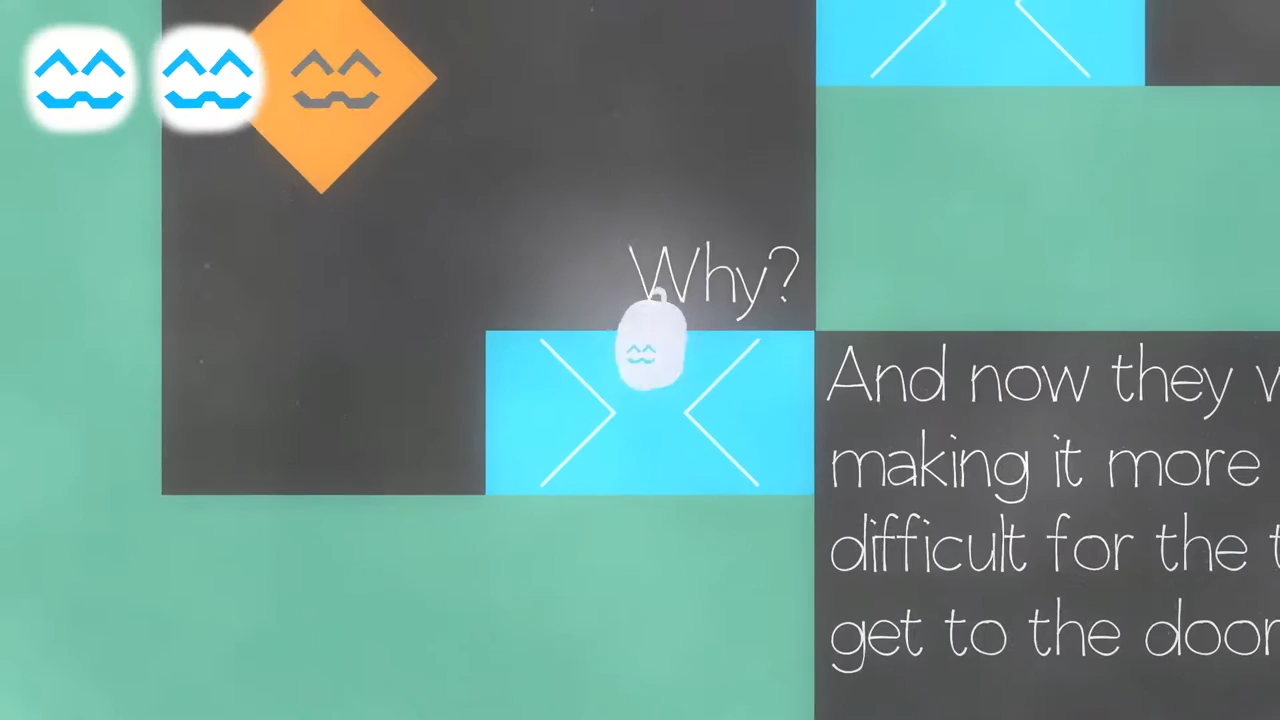 Why?
And now they
making it more
difficult for the
get to the door